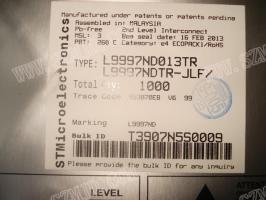 Manufactured under patents or patents pending
Assembled in: MALAYSIA
Pb-free 2nd Level Interconnect
MSL: 3 Bag seal date: 16 FEB 2013
PBT: 260 C Category: e4 ECOPACK/RoHS
TYPE: L9997ND013TR
L9997NDTR-JLF/
Total 1000
Trace Code V6 99
Marking L9997ND
Bulk ID T3907N5S0009
Please provide the bulk ID for any inquiry
STMicroelectronics
LEVEL